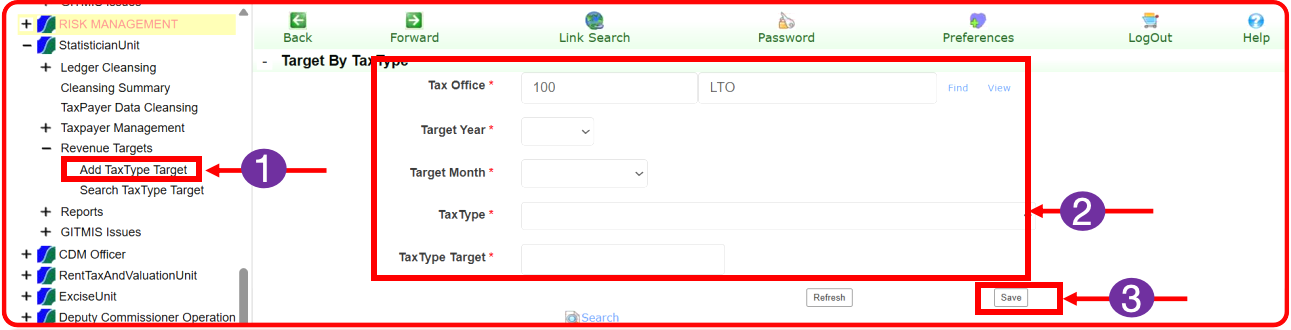 GITMIS Issues
RISK MANAGEMENT
StatisticianUnit
Ledger Cleansing
Cleansing Summary
TaxPayer Data Cleansing
Taxpayer Management
Revenue Targets
Add TaxType Target
Search TaxType Target
Reports
GITMIS Issues
CDM Officer
RentTaxAndValuationUnit
ExciseUnit
Deputy Commissioner Operation
1
Back Forward Link Search Password Preferences LogOut Help
- Target By TaxType
Tax Office * 100 LTO Find View
Target Year *
Target Month *
TaxType *
TaxType Target *
2
Refresh Save
3
Search